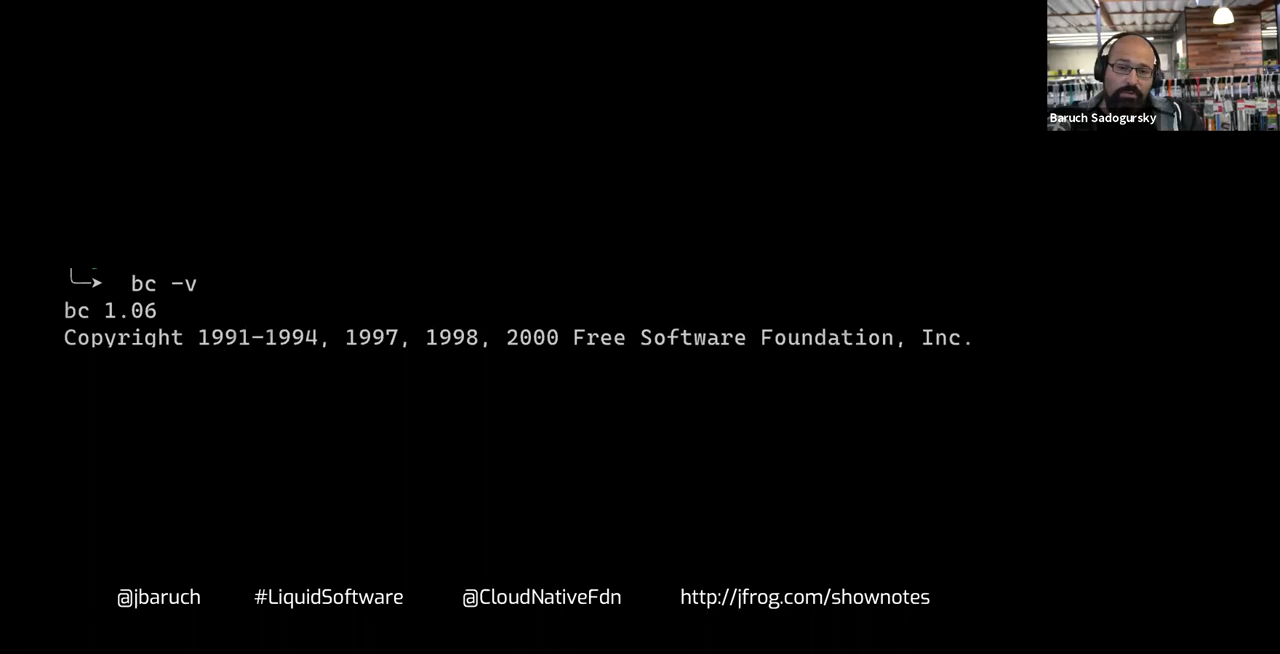 Baruch Sadogursky
bc -v
bc 1.06
Copyright 1991-1994, 1997, 1998, 2000 Free Software Foundation, Inc.
@jbaruch #LiquidSoftware @CloudNativeFdn http://jfrog.com/shownotes